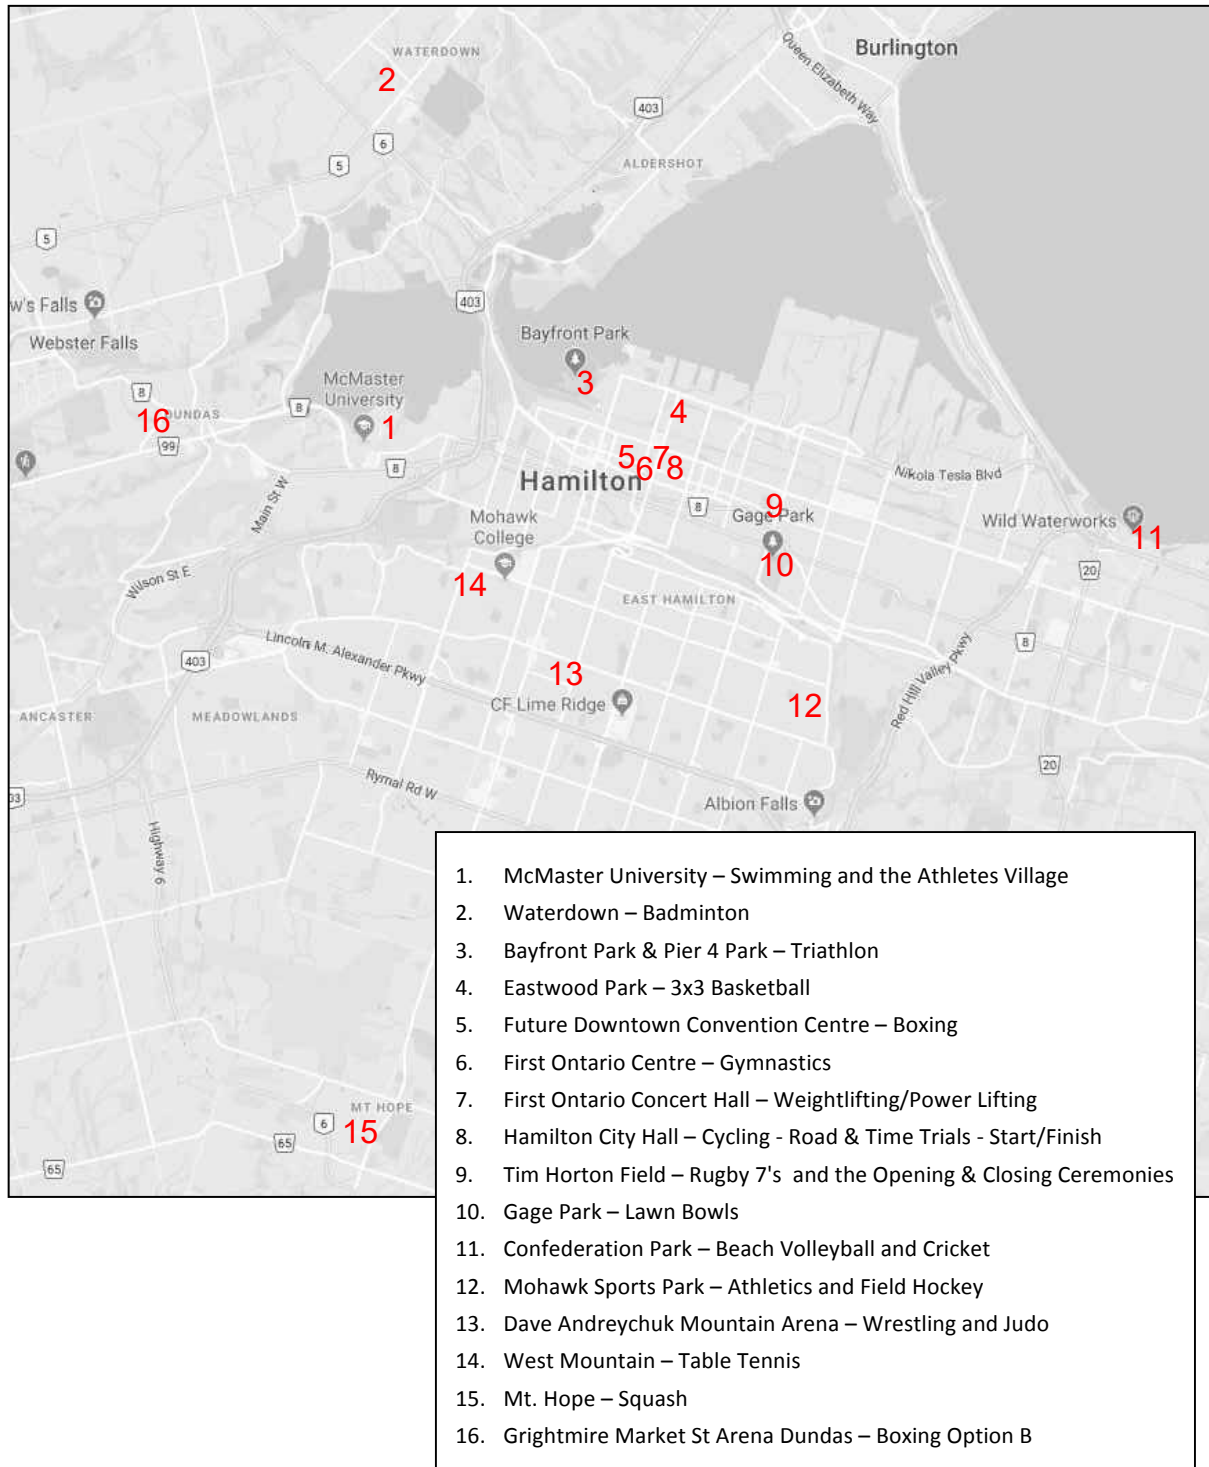 WATERDOWN
Burlington
2
Queen Elizabeth Way
403
6
5
ALDERSHOT
5
w's Falls
403
Webster Falls
Bayfront Park
McMaster
University
3
8
8
4
16
DUNDAS
1
99
8
5
7
6
8
Hamilton
Nikola Tesla Blvd
Main St W
8
9
Mohawk
College
Gage Park
Wild Waterworks
11
10
20
Wilson St E
14
EAST HAMILTON
8
Lincoln M. Alexander Pkwy
403
13
Red Hill Valley Pkwy
CF Lime Ridge
12
ANCASTER
MEADOWLANDS
20
Rymal Rd W
03
Albion Falls
Highway 6
MT HOPE
6
15
65
65
1. McMaster University – Swimming and the Athletes Village
2. Waterdown – Badminton
3. Bayfront Park & Pier 4 Park – Triathlon
4. Eastwood Park – 3x3 Basketball
5. Future Downtown Convention Centre – Boxing
6. First Ontario Centre – Gymnastics
7. First Ontario Concert Hall – Weightlifting/Power Lifting
8. Hamilton City Hall – Cycling - Road & Time Trials - Start/Finish
9. Tim Horton Field – Rugby 7's  and the Opening & Closing Ceremonies
10. Gage Park – Lawn Bowls
11. Confederation Park – Beach Volleyball and Cricket
12. Mohawk Sports Park – Athletics and Field Hockey
13. Dave Andreychuk Mountain Arena – Wrestling and Judo
14. West Mountain – Table Tennis
15. Mt. Hope – Squash
16. Grightmire Market St Arena Dundas – Boxing Option B